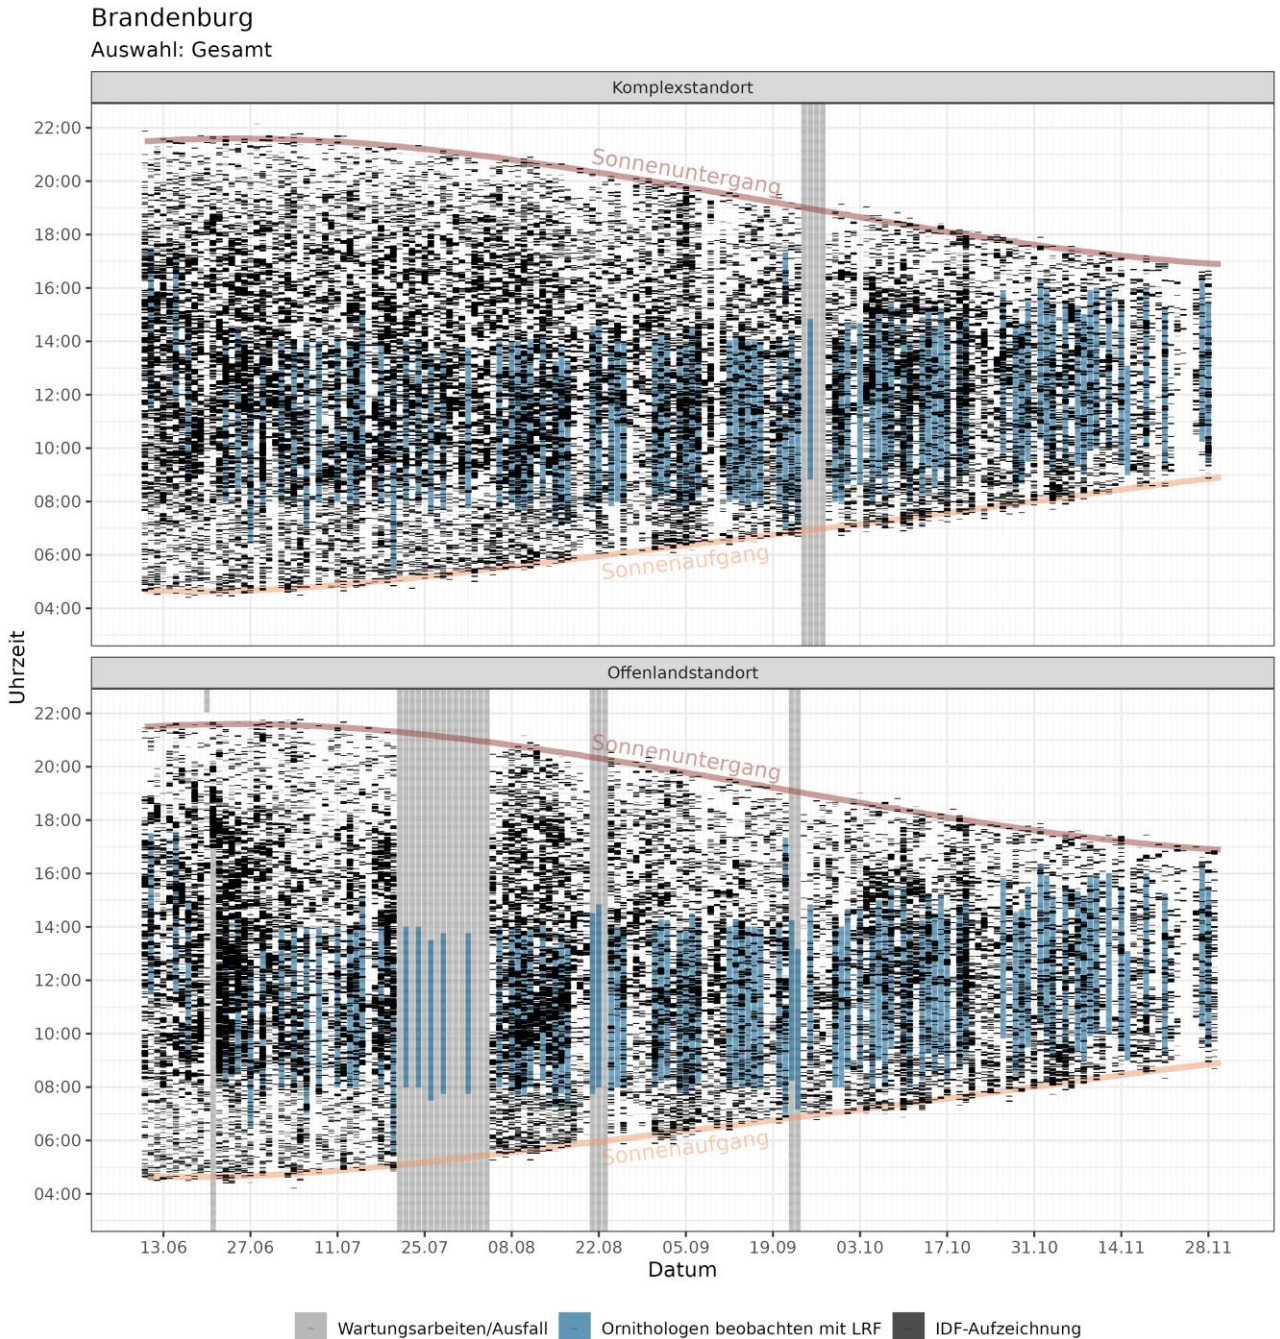 Brandenburg
Auswahl: Gesamt
Komplexstandort
22:00
20:00
18:00
16:00
14:00
12:00
10:00
08:00
06:00
04:00
Sonnenuntergang
Sonnenaufgang
Uhrzeit
Offenlandstandort
22:00
20:00
18:00
16:00
14:00
12:00
10:00
08:00
06:00
04:00
Sonnenuntergang
Sonnenaufgang
13.06 27.06 11.07 25.07 08.08 22.08 05.09 19.09 03.10 17.10 31.10 14.11 28.11
Datum
Wartungsarbeiten/Ausfall Ornithologen beobachten mit LRF IDF-Aufzeichnung